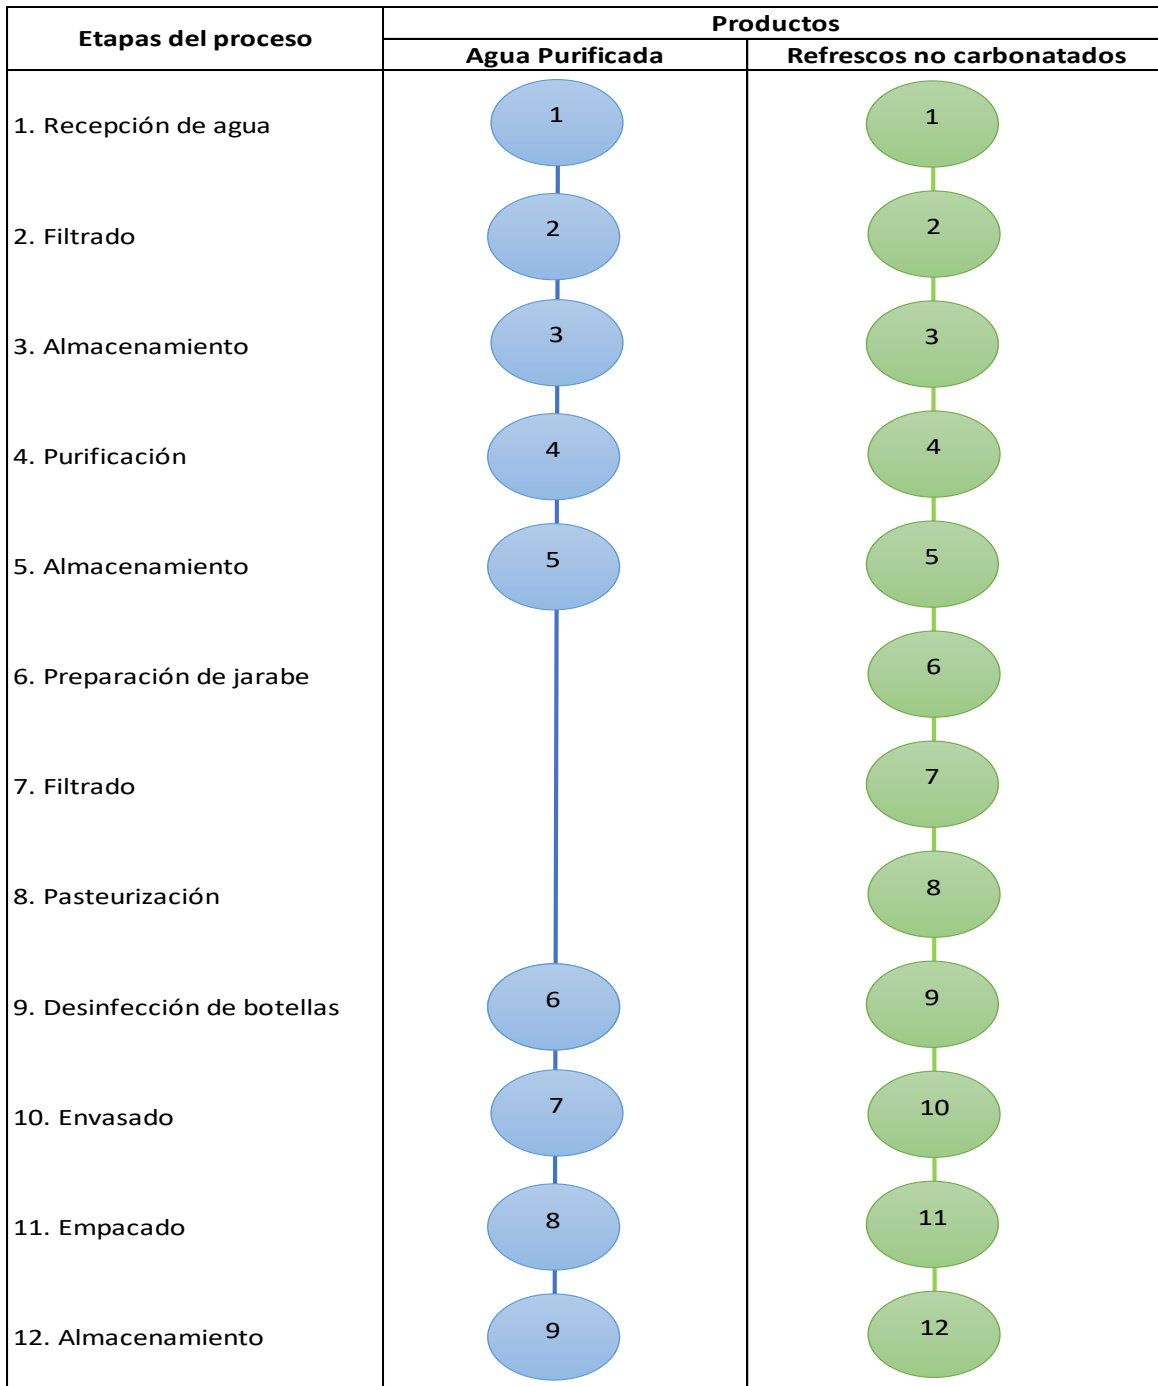 Etapas del proceso
Productos
Agua Purificada
Refrescos no carbonatados
1. Recepción de agua
1
1
2. Filtrado
2
2
3. Almacenamiento
3
3
4. Purificación
4
4
5. Almacenamiento
5
5
6. Preparación de jarabe
6
7. Filtrado
7
8. Pasteurización
8
9. Desinfección de botellas
6
9
10. Envasado
7
10
11. Empacado
8
11
12. Almacenamiento
9
12